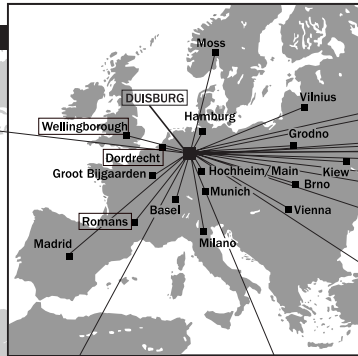 Moss
DUISBURG
Vilnius
Hamburg
Wellingborough
Grodno
Dordrecht
Kiew
Groot Bijgaarden
Hochheim/Main
Brno
Munich
Basel
Vienna
Romans
Milano
Madrid